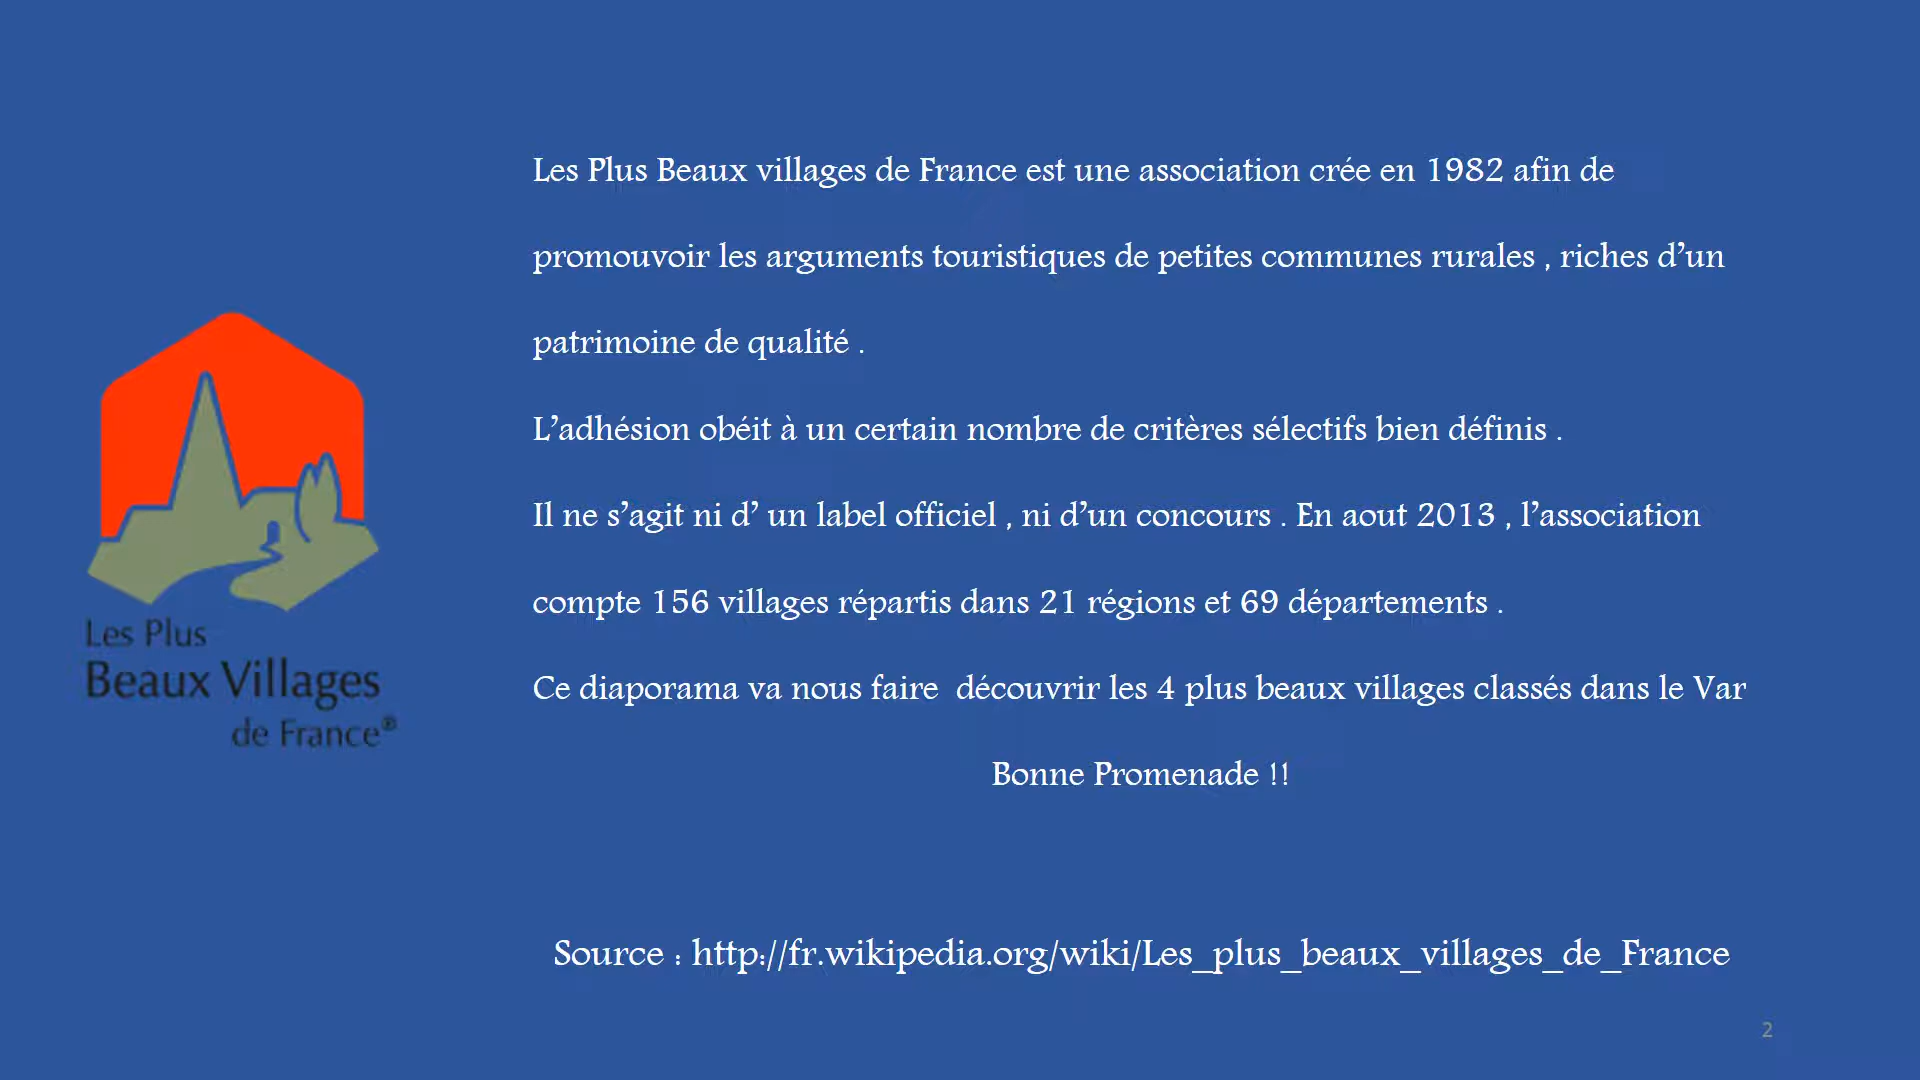 Les Plus Beaux villages de France est une association crée en 1982 afin de
promouvoir les arguments touristiques de petites communes rurales , riches d’un
patrimoine de qualité .
L’adhésion obéit à un certain nombre de critères sélectifs bien définis .
Il ne s’agit ni d’ un label officiel , ni d’un concours . En aout 2013 , l’association
compte 156 villages répartis dans 21 régions et 69 départements .
Ce diaporama va nous faire  découvrir les 4 plus beaux villages classés dans le Var
Bonne Promenade !!
Les Plus
Beaux Villages
de France®
Source : http://fr.wikipedia.org/wiki/Les_plus_beaux_villages_de_France
2